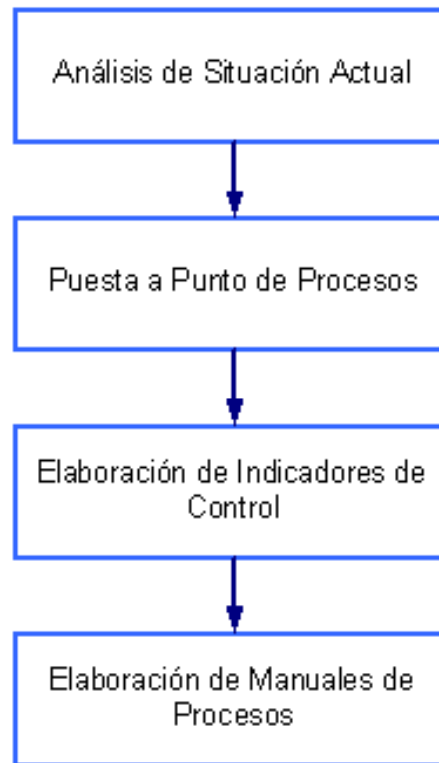 Análisis de Situación Actual
Puesta a Punto de Procesos
Elaboración de Indicadores de
Control
Elaboración de Manuales de
Procesos